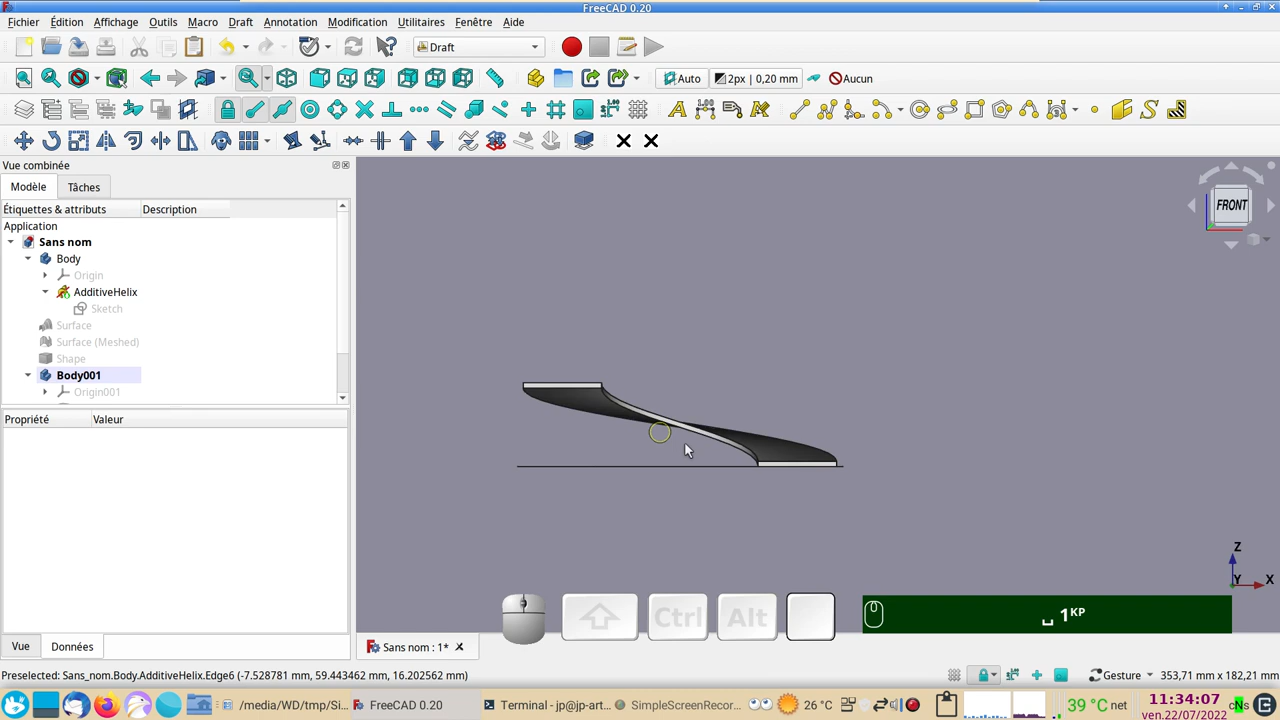 FreeCAD 0.20
Fichier Édition Affichage Outils Macro Draft Annotation Modification Utilitaires Fenêtre Aide
Draft
Auto 2px | 0,20 mm Aucun
Vue combinée
Modèle Tâches
Étiquettes & attributs Description
Application
Sans nom
Body
Origin
AdditiveHelix
Sketch
Surface
Surface (Meshed)
Shape
Body001
Origin001
Propriété Valeur
FRONT
Z
Y X
Ctrl Alt
␣ 1KP
Vue Données
Sans nom : 1*
Preselected: Sans_nom.Body.AdditiveHelix.Edge6 (-7.528781 mm, 59.443462 mm, 16.202562 mm)
Gesture 353,71 mm x 182,21 mm
/media/VD/tmp/Si... FreeCAD 0.20 Terminal - jp@jp-art... SimpleScreenRecor... 26 °C 39 °C net 11:34:07
ven.22/07/2022